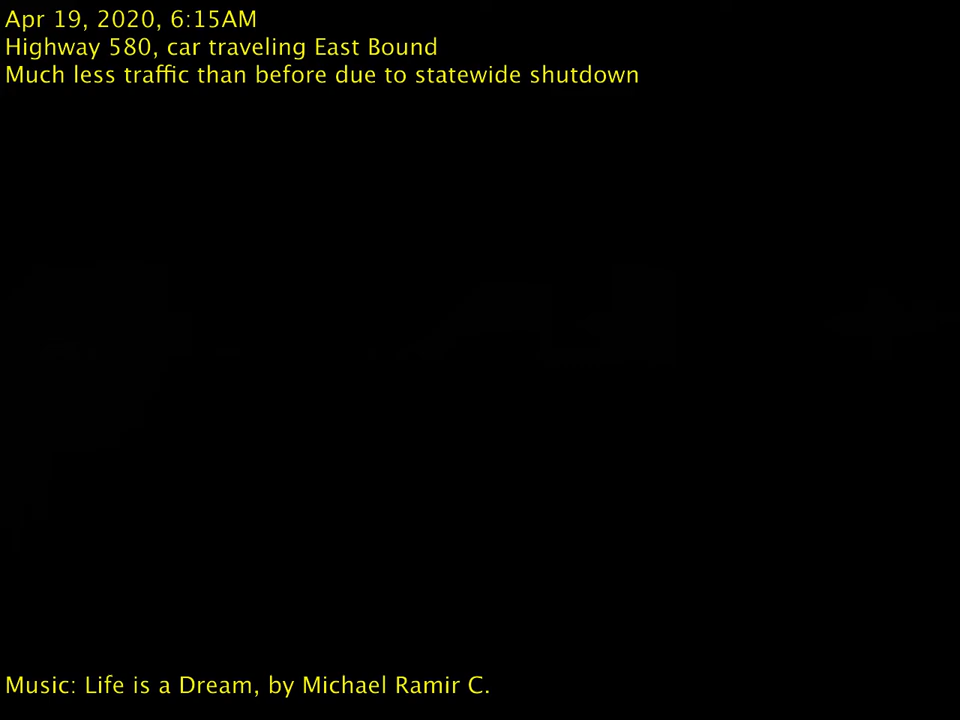 Apr 19, 2020, 6:15AM
Highway 580, car traveling East Bound
Much less traffic than before due to statewide shutdown
Music: Life is a Dream, by Michael Ramir C.